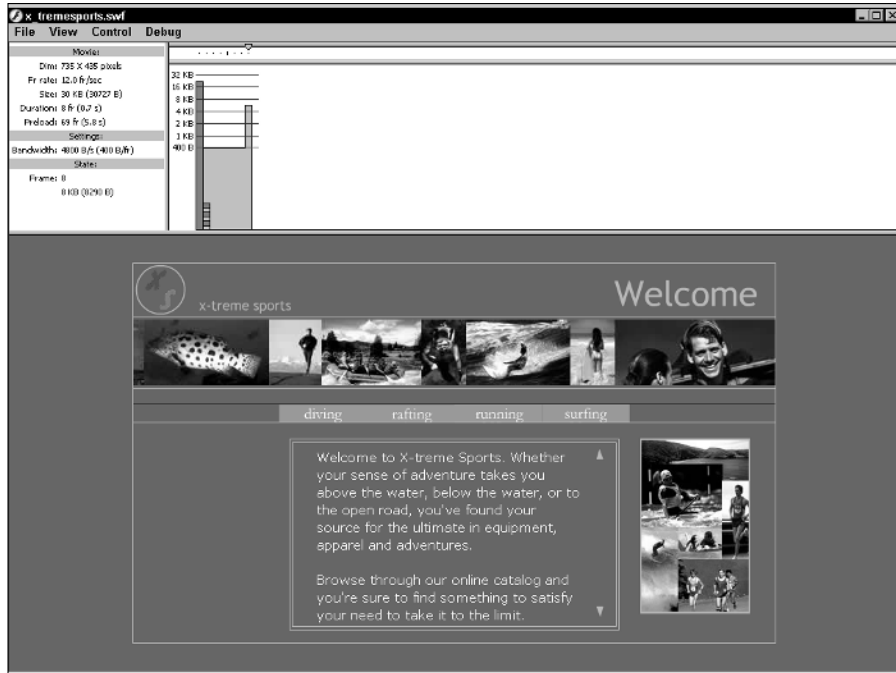 x_tremesports.swf
File View Control Debug
Movie:
Dim: 735 X 435 pixels
Fr rate: 12.0 fr/sec
Size: 30 KB (30727 B)
Duration: 8 fr (0.7 s)
Preload: 69 fr (5.8 s)
Settings:
Bandwidth: 4800 B/s (400 B/fr)
State:
Frame: 8
8 KB (8290 B)
32 KB
16 KB
8 KB
4 KB
2 KB
1 KB
400 B
XS
x-treme sports
Welcome
diving rafting running surfing
Welcome to X-treme Sports. Whether
your sense of adventure takes you
above the water, below the water, or to
the open road, you've found your
source for the ultimate in equipment,
apparel and adventures.
Browse through our online catalog and
you're sure to find something to satisfy
your need to take it to the limit.